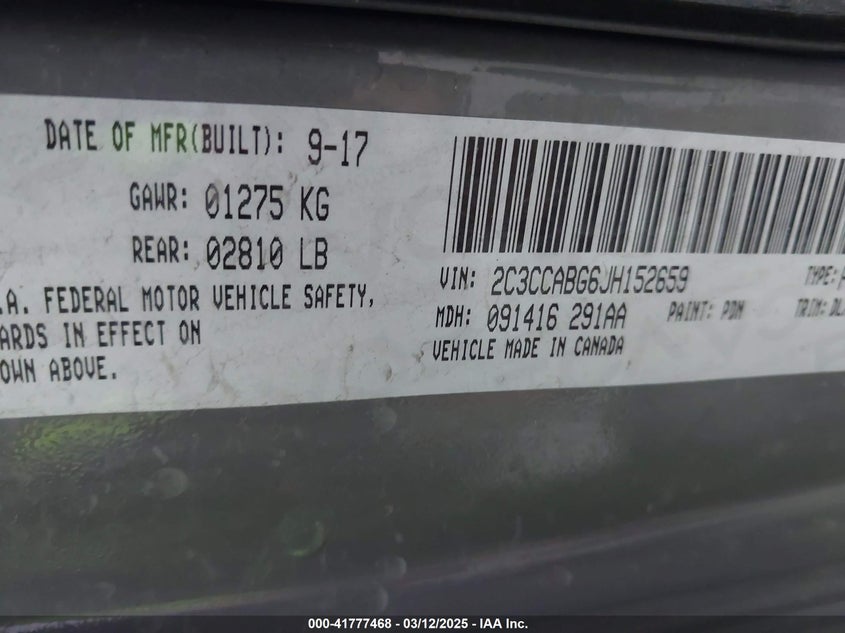 DATE OF MFR(BUILT): 9-17
GAWR: 01275 KG
REAR: 02810 LB
.A. FEDERAL MOTOR VEHICLE SAFETY,
ARDS IN EFFECT ON
OWN ABOVE.
VIN: 2C3CCABG6JH152659 TYPE:
MDH: 091416 291AA PAINT: PDN TRIM: DL
VEHICLE MADE IN CANADA
000-41777468 - 03/12/2025 - IAA Inc.